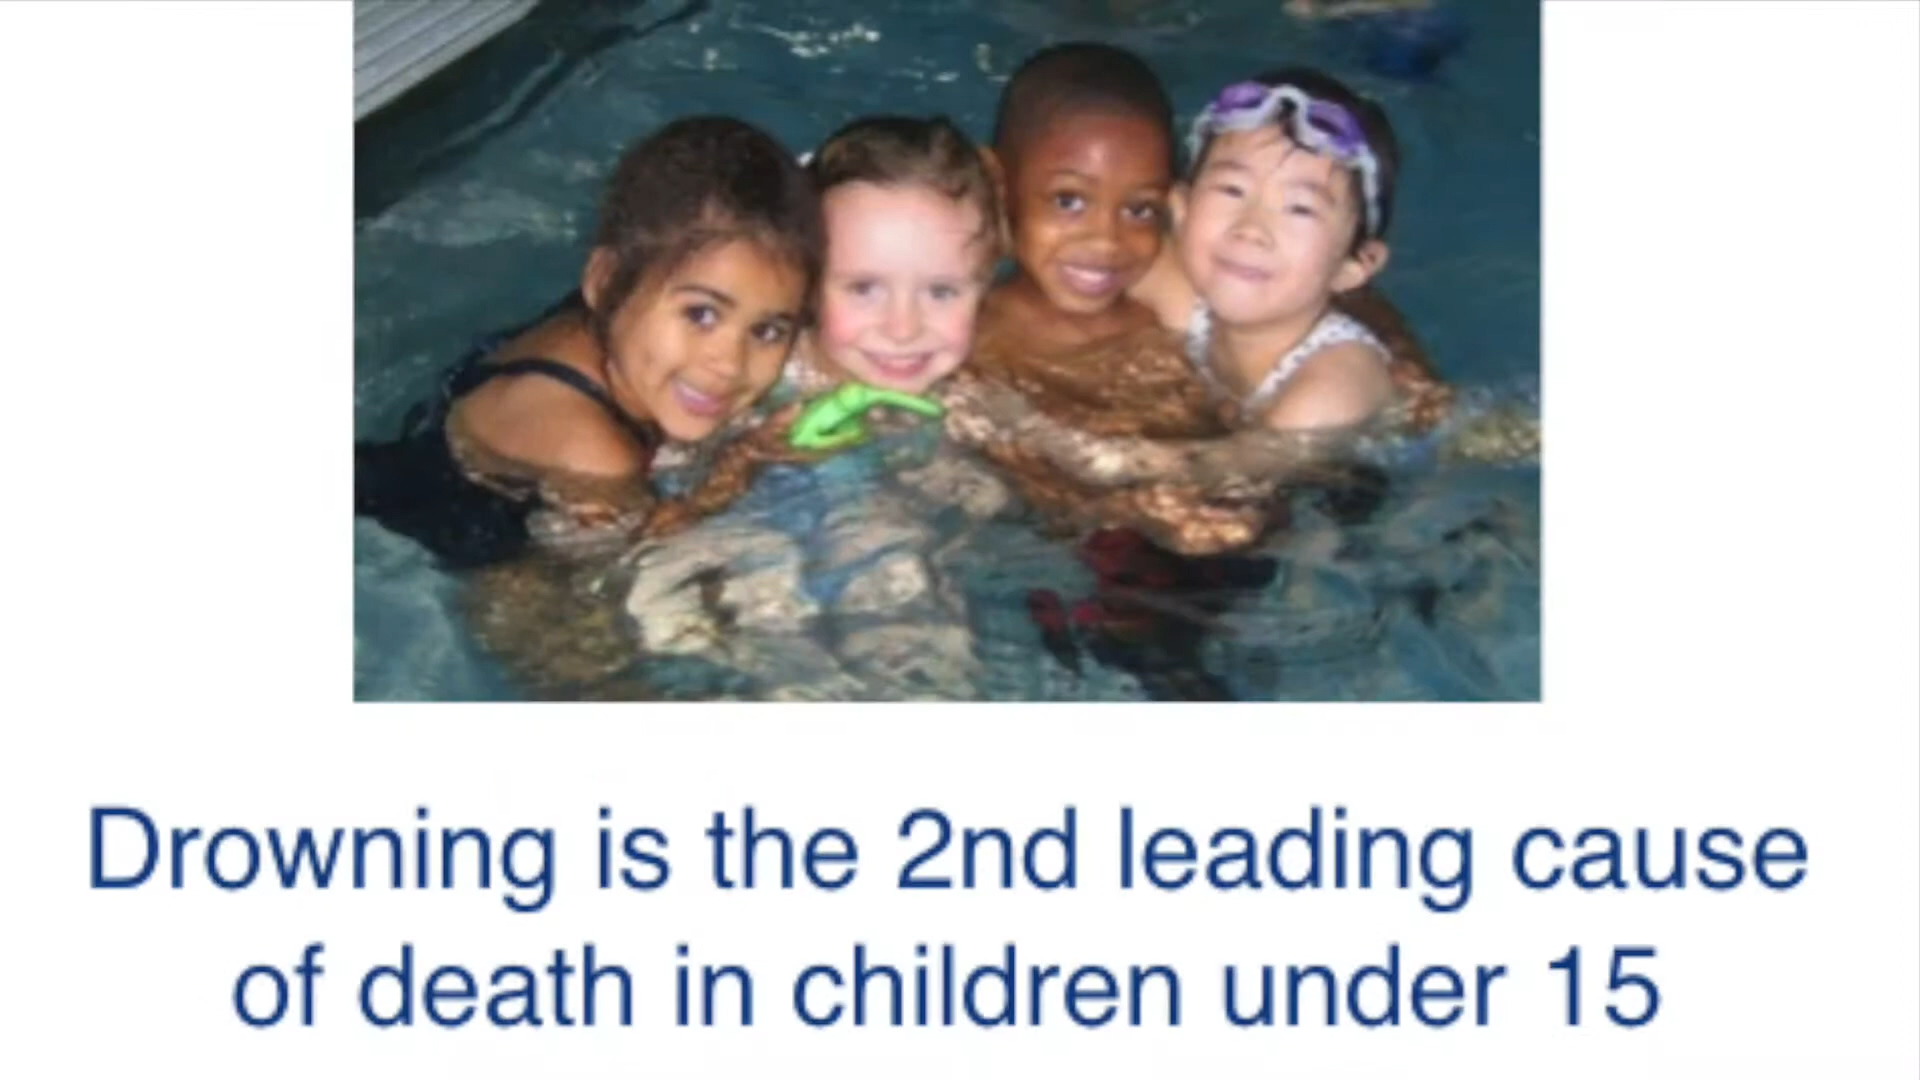 Drowning is the 2nd leading cause
of death in children under 15